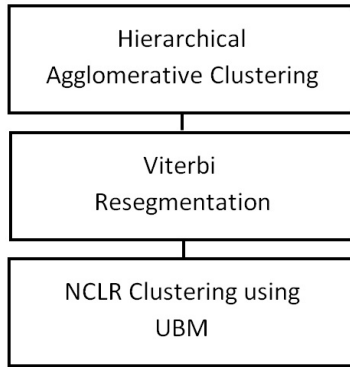 Hierarchical
Agglomerative Clustering
Viterbi
Resegmentation
NCLR Clustering using
UBM